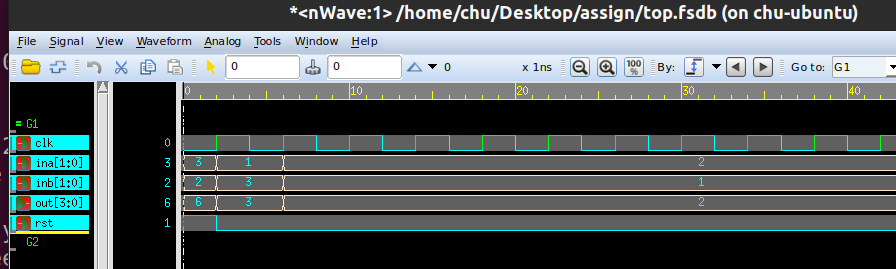 *<nWave:1> /home/chu/Desktop/assign/top.fsdb (on chu-ubuntu)
File Signal View Waveform Analog Tools Window Help
0 0 0 x 1ns 100 % By: Go to: G1
0 10 20 30 40
= G1
clk 0
ina[1:0] 3 3 1 2
inb[1:0] 2 2 3 1
out[3:0] 6 6 3 2
rst 1
G2